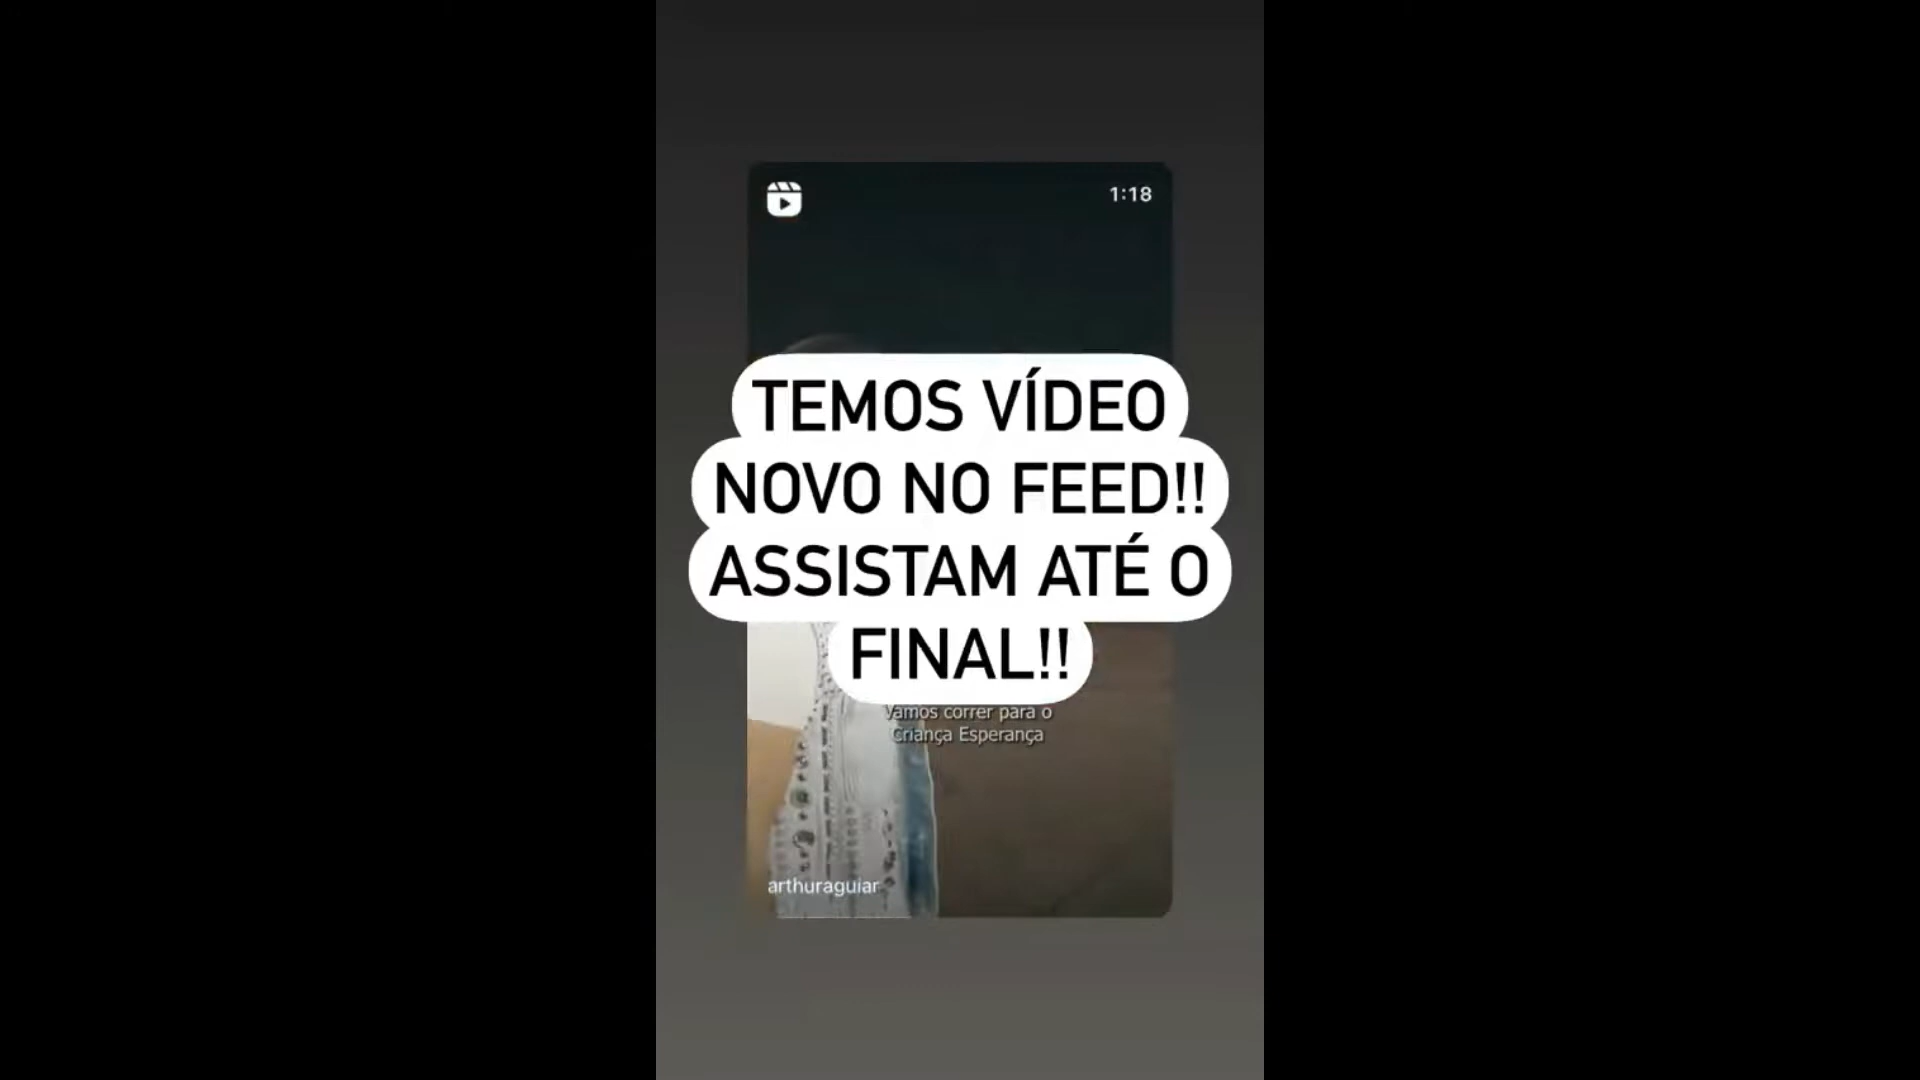 1:18
TEMOS VÍDEO
NOVO NO FEED!!
ASSISTAM ATÉ O
FINAL!!
Vamos correr para o
Criança Esperança
arthuraguiar